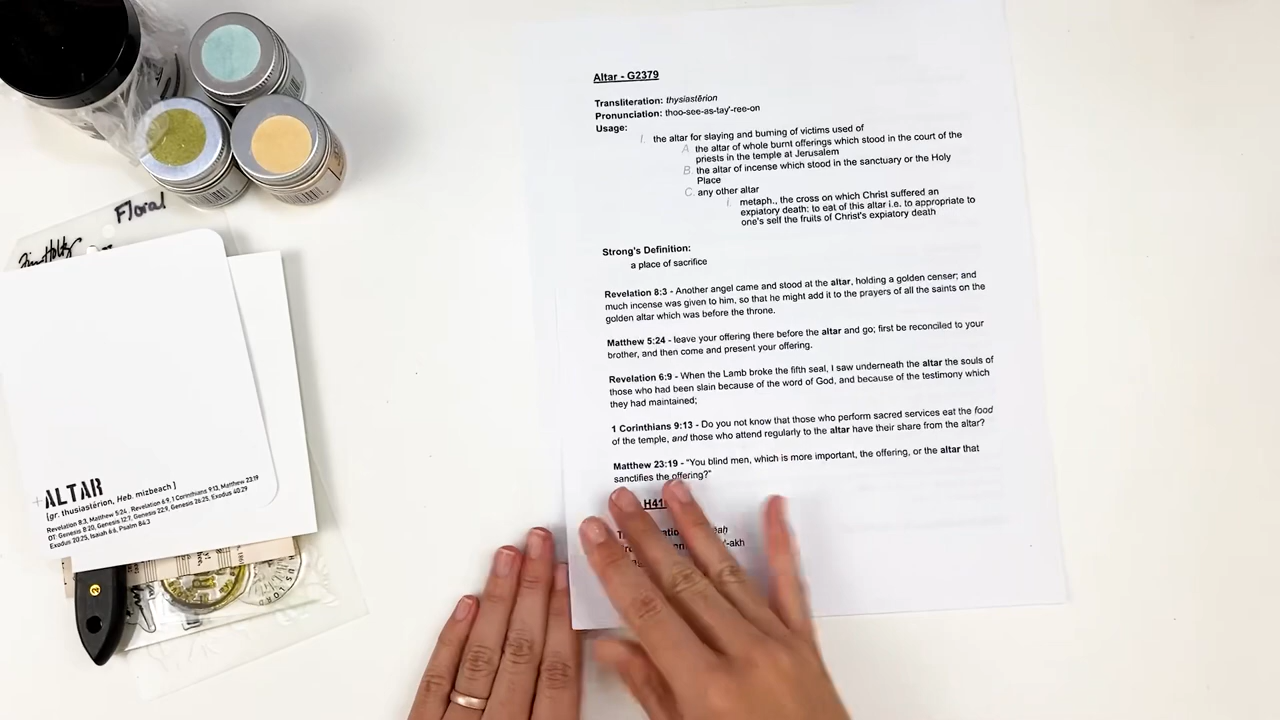 Altar - G2379
Transliteration: thysiastērion
Pronunciation: thoo-see-as-tay'-ree-on
Usage:
I. the altar for slaying and burning of victims used of
A. the altar of whole burnt offerings which stood in the court of the
priests in the temple at Jerusalem
B. the altar of incense which stood in the sanctuary or the Holy
Place
C. any other altar
i. metaph., the cross on which Christ suffered an
expiatory death: to eat of this altar i.e. to appropriate to
one's self the fruits of Christ's expiatory death
Strong's Definition:
a place of sacrifice
Revelation 8:3 - Another angel came and stood at the altar, holding a golden censer; and
much incense was given to him, so that he might add it to the prayers of all the saints on the
golden altar which was before the throne.
Matthew 5:24 - leave your offering there before the altar and go; first be reconciled to your
brother, and then come and present your offering.
Revelation 6:9 - When the Lamb broke the fifth seal, I saw underneath the altar the souls of
those who had been slain because of the word of God, and because of the testimony which
they had maintained;
1 Corinthians 9:13 - Do you not know that those who perform sacred services eat the food
of the temple, and those who attend regularly to the altar have their share from the altar?
Matthew 23:19 - "You blind men, which is more important, the offering, or the altar that
sanctifies the offering?"
Floral
Tim Holtz
ALTAR
[gr. thusiastérion, Heb. mizbeach ]
Revelation 8:3, Matthew 5:24, Revelation 6:9, 1 Corinthians 9:13, Matthew 23:19
OT: Genesis 8:20, Genesis 12:7, Genesis 22:9, Genesis 26:25, Exodus 40:29
Exodus 20:25, Isaiah 6:6, Psalm 84:3
2